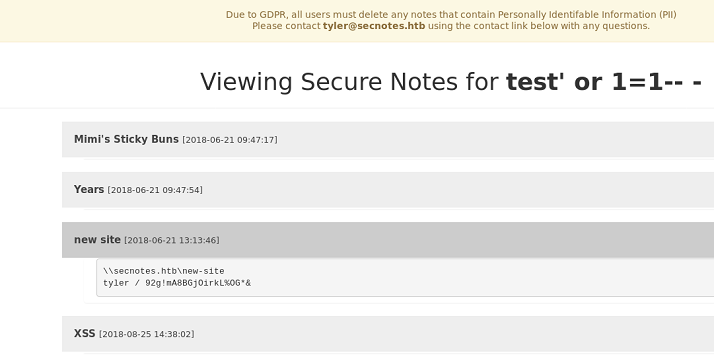 Due to GDPR, all users must delete any notes that contain Personally Identifable Information (PII)
Please contact tyler@secnotes.htb using the contact link below with any questions.
Viewing Secure Notes for test' or 1=1-- -
Mimi's Sticky Buns [2018-06-21 09:47:17]
Years [2018-06-21 09:47:54]
new site [2018-06-21 13:13:46]
\\secnotes.htb\new-site
tyler / 92g!mA8BGjOirkL%OG*&
XSS [2018-08-25 14:38:02]